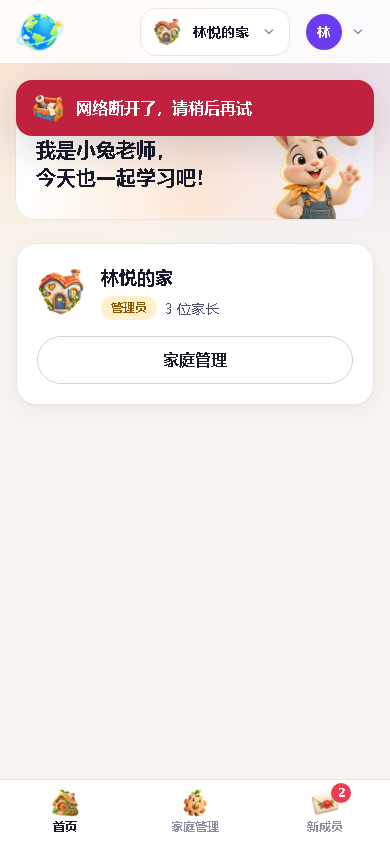 林悦的家
林
网络断开了，请稍后再试
我是小兔老师，
今天也一起学习吧！
林悦的家
管理员 3 位家长
家庭管理
首页
家庭管理
2
新成员